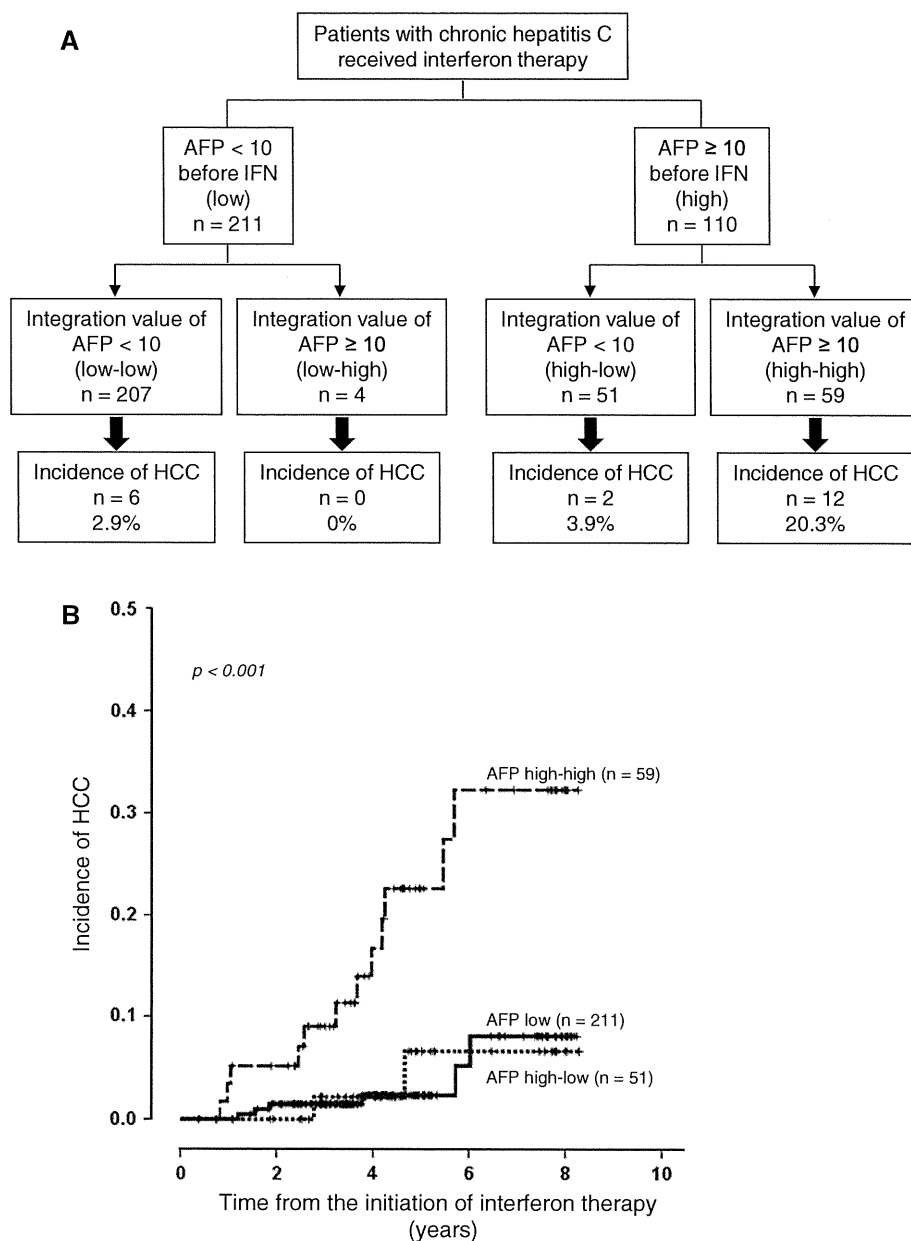 A
Patients with chronic hepatitis C
received interferon therapy
AFP < 10
before IFN
(low)
n = 211
AFP ≥ 10
before IFN
(high)
n = 110
Integration value of
AFP < 10
(low-low)
n = 207
Integration value of
AFP ≥ 10
(low-high)
n = 4
Integration value of
AFP < 10
(high-low)
n = 51
Integration value of
AFP ≥ 10
(high-high)
n = 59
Incidence of HCC
n = 6
2.9%
Incidence of HCC
n = 0
0%
Incidence of HCC
n = 2
3.9%
Incidence of HCC
n = 12
20.3%
B
0.5
0.4
0.3
0.2
0.1
0.0
Incidence of HCC
p < 0.001
AFP high-high (n = 59)
AFP low (n = 211)
AFP high-low (n = 51)
0 2 4 6 8 10
Time from the initiation of interferon therapy
(years)